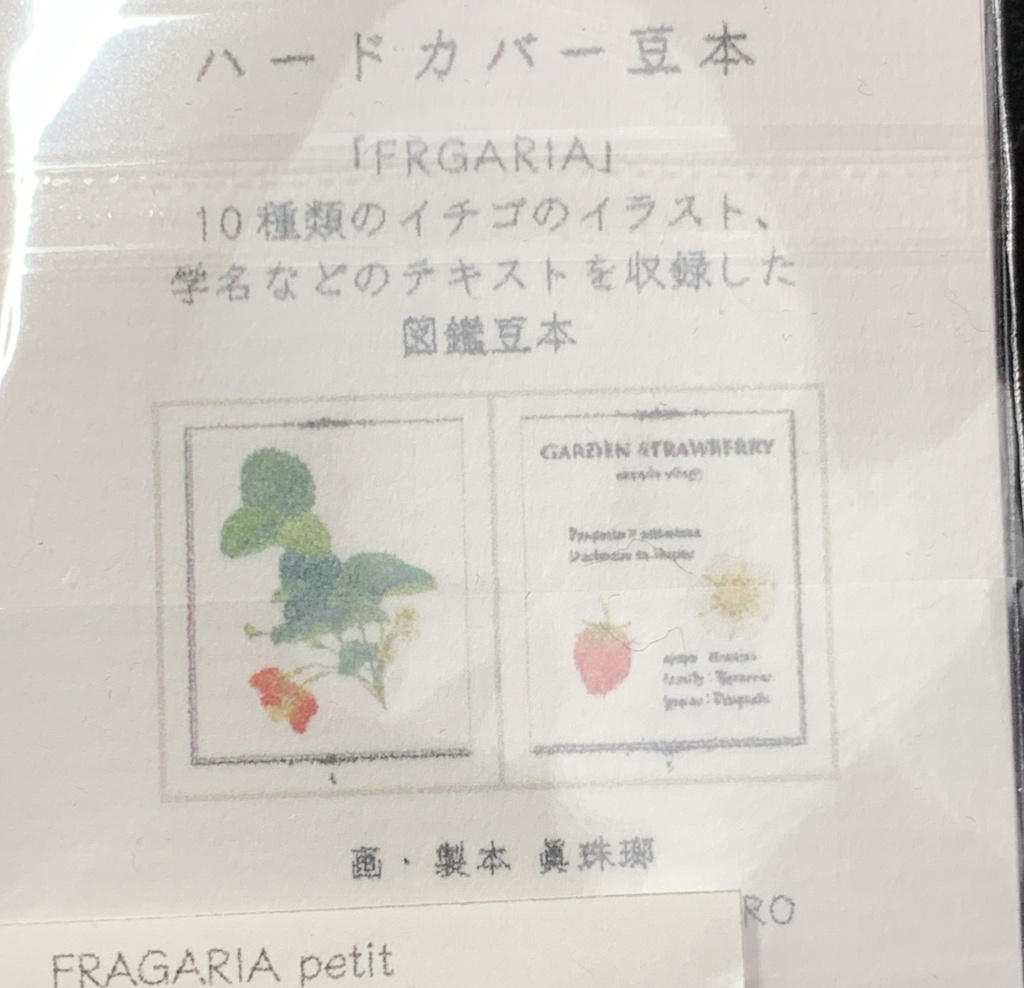 ハードカバー豆本
「FRGARIA」
10種類のイチゴのイラスト、
学名などのテキストを収録した
図鑑豆本
GARDEN STRAWBERRY
画・製本 眞珠瑯
RO
FRAGARIA petit